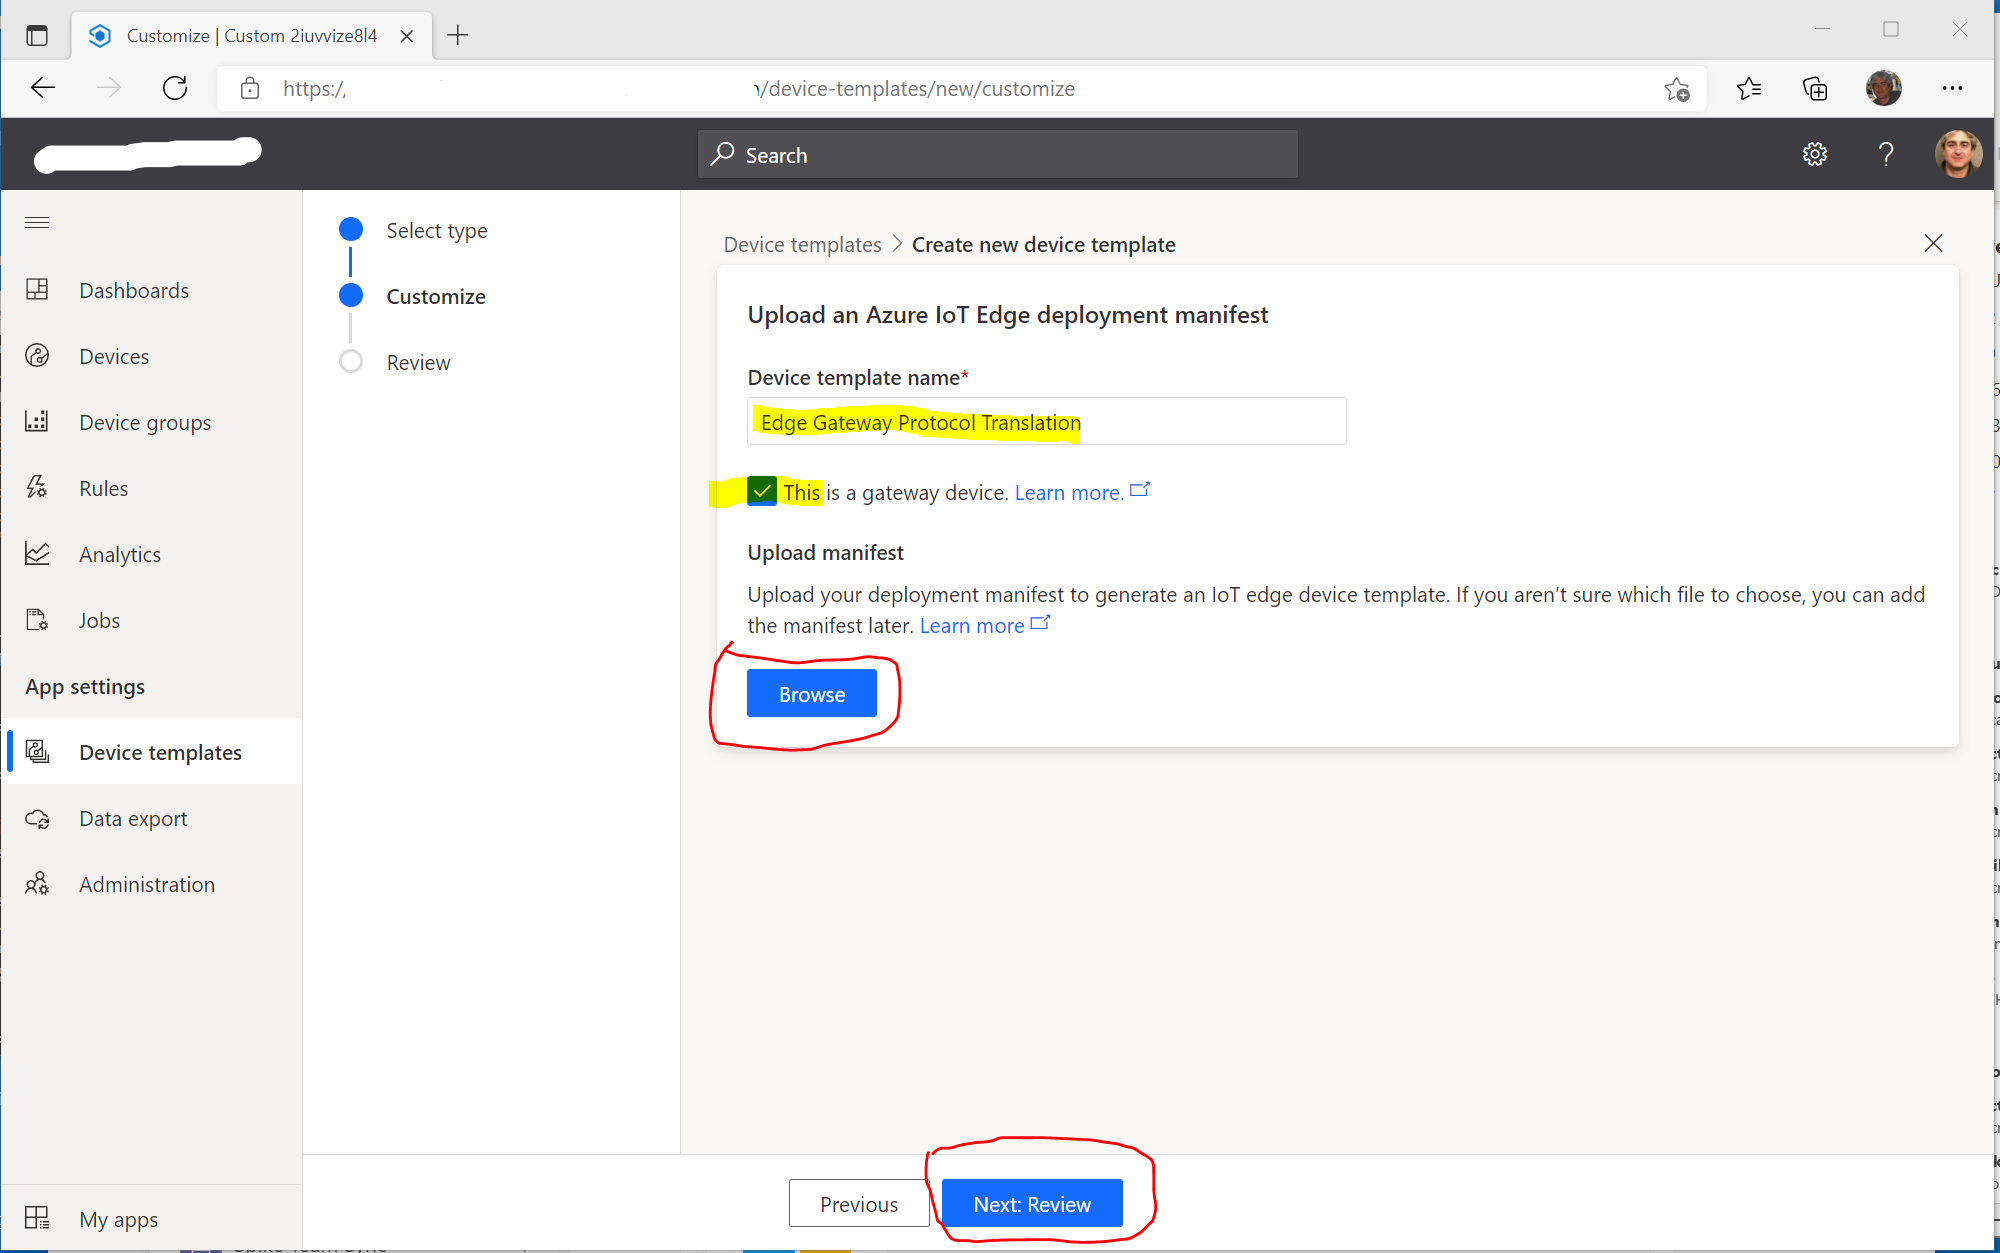 Customize | Custom 2iuvvize8l4
https:/
/device-templates/new/customize
Search
Dashboards
Devices
Device groups
Rules
Analytics
Jobs
App settings
Device templates
Data export
Administration
My apps
Select type
Customize
Review
Device templates > Create new device template
Upload an Azure IoT Edge deployment manifest
Device template name*
Edge Gateway Protocol Translation
This is a gateway device. Learn more.
Upload manifest
Upload your deployment manifest to generate an IoT edge device template. If you aren’t sure which file to choose, you can add
the manifest later. Learn more
Browse
Previous
Next: Review